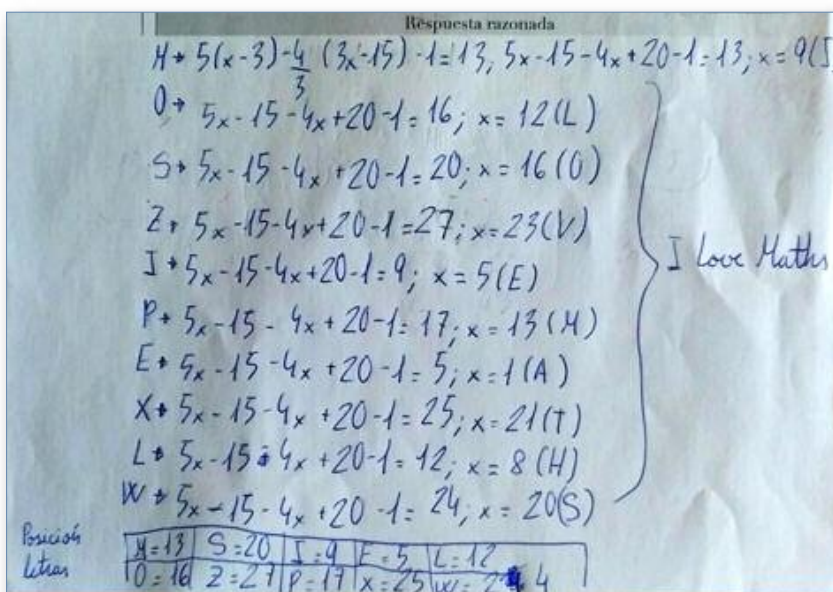 Respuesta razonada
M→ 5(x-3)-4/3 (3x-15)-1=13, 5x-15-4x+20-1=13; x=9(I
O→ 5x-15-4x+20-1=16; x=12(L)
S→ 5x-15-4x+20-1=20; x=16(O)
Z→ 5x-15-4x+20-1=27; x=23(V)
I→ 5x-15-4x+20-1=9; x=5(E)
P→ 5x-15-4x+20-1=17; x=13(M)
E→ 5x-15-4x+20-1=5; x=1(A)
X→ 5x-15-4x+20-1=25; x=21(T)
L→ 5x-15-4x+20-1=12; x=8(H)
W→ 5x-15-4x+20-1=24; x=20(S)
I love Maths
Posición letras
M=13 S=20 I=9 E=5 L=12
O=16 Z=27 P=17 X=25 W=24